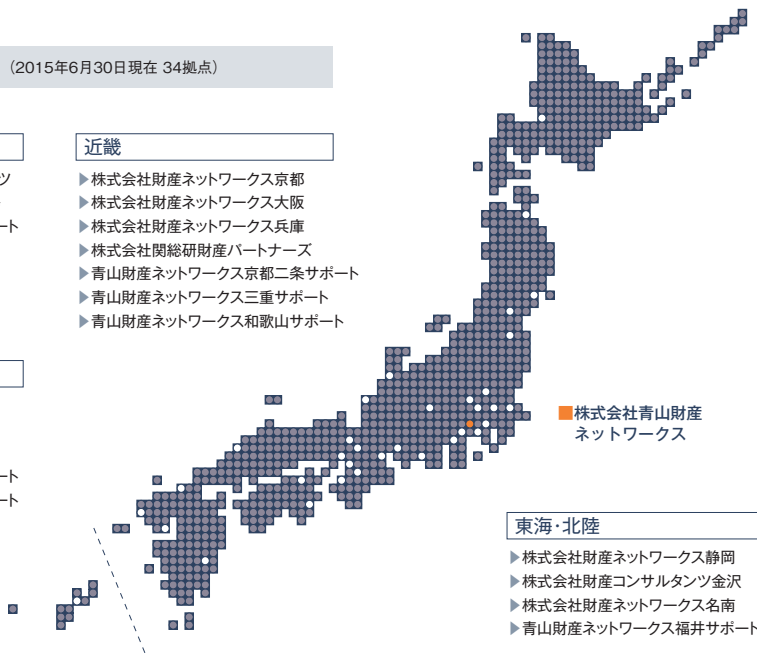 （2015年6月30日現在 34拠点）
ツ
ート
近畿
▶株式会社財産ネットワークス京都
▶株式会社財産ネットワークス大阪
▶株式会社財産ネットワークス兵庫
▶株式会社関総研財産パートナーズ
▶青山財産ネットワークス京都二条サポート
▶青山財産ネットワークス三重サポート
▶青山財産ネットワークス和歌山サポート
ート
ート
■株式会社青山財産
ネットワークス
東海・北陸
▶株式会社財産ネットワークス静岡
▶株式会社財産コンサルタンツ金沢
▶株式会社財産ネットワークス名南
▶青山財産ネットワークス福井サポート